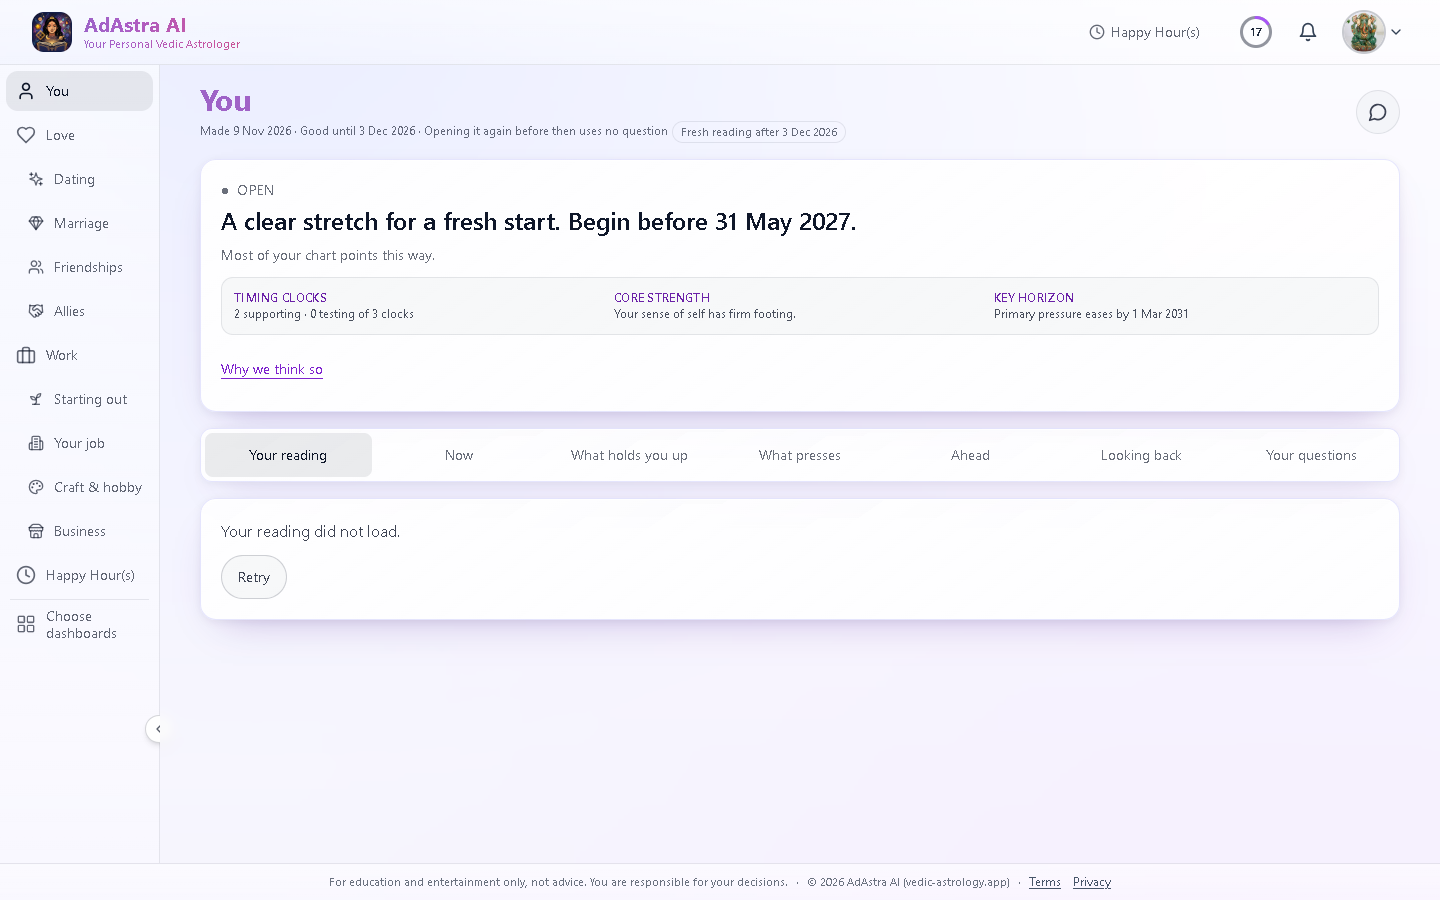 AdAstra AI
Your Personal Vedic Astrologer
Happy Hour(s)
17
You
Love
Dating
Marriage
Friendships
Allies
Work
Starting out
Your job
Craft & hobby
Business
Happy Hour(s)
Choose
dashboards
You
Made 9 Nov 2026 · Good until 3 Dec 2026 · Opening it again before then uses no question
Fresh reading after 3 Dec 2026
OPEN
A clear stretch for a fresh start. Begin before 31 May 2027.
Most of your chart points this way.
TIMING CLOCKS
2 supporting · 0 testing of 3 clocks
CORE STRENGTH
Your sense of self has firm footing.
KEY HORIZON
Primary pressure eases by 1 Mar 2031
Why we think so
Your reading
Now
What holds you up
What presses
Ahead
Looking back
Your questions
Your reading did not load.
Retry
For education and entertainment only, not advice. You are responsible for your decisions. · © 2026 AdAstra AI (vedic-astrology.app) · Terms Privacy